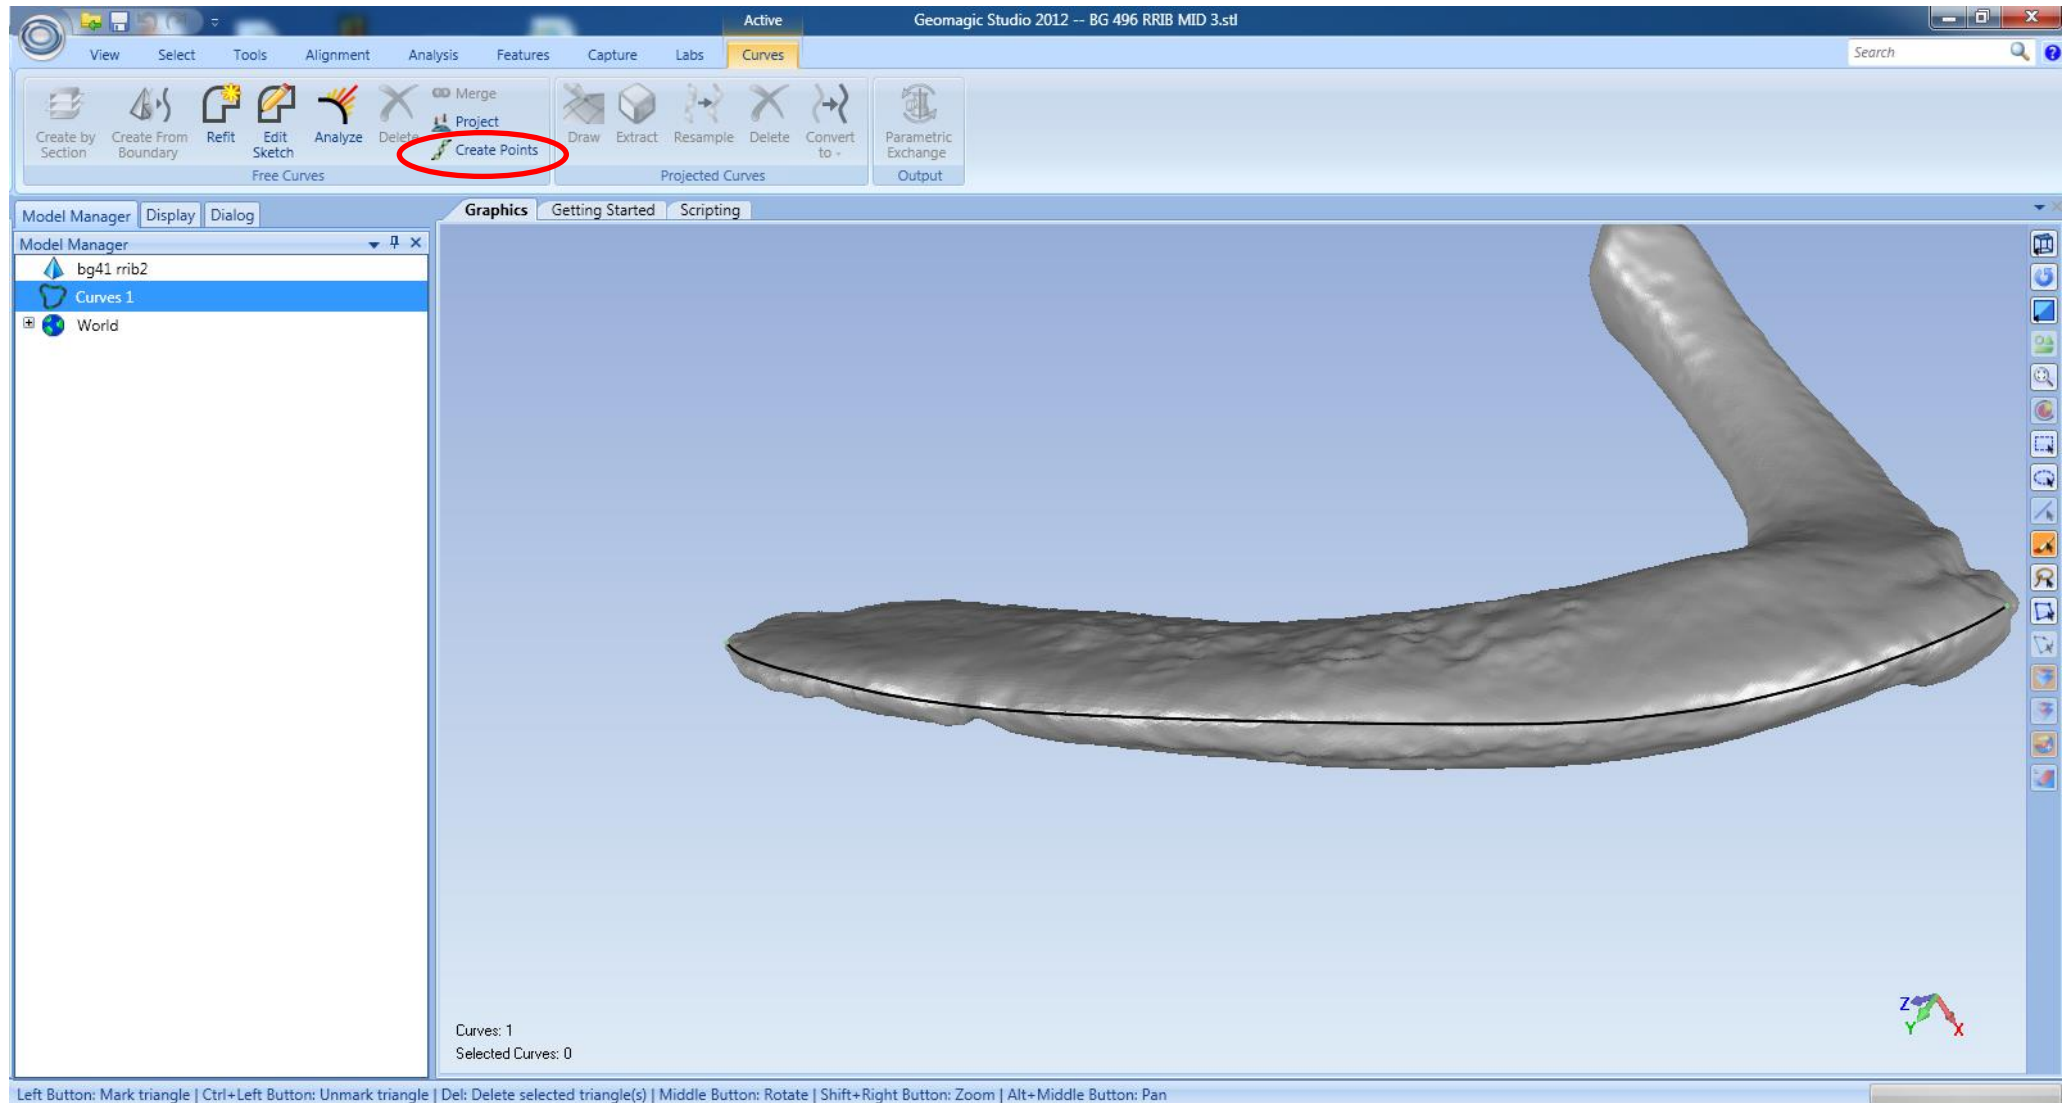 Active
Geomagic Studio 2012 -- BG 496 RRIB MID 3.stl
View Select Tools Alignment Analysis Features Capture Labs Curves
Search
Create by Section
Create From Boundary
Refit
Edit Sketch
Analyze
Delete
Merge
Project
Create Points
Free Curves
Draw
Extract
Resample
Delete
Convert to
Projected Curves
Parametric Exchange
Output
Model Manager Display Dialog
Graphics Getting Started Scripting
Model Manager
bg41 rrib2
Curves 1
World
Z
Y
X
Curves: 1
Selected Curves: 0
Left Button: Mark triangle | Ctrl+Left Button: Unmark triangle | Del: Delete selected triangle(s) | Middle Button: Rotate | Shift+Right Button: Zoom | Alt+Middle Button: Pan